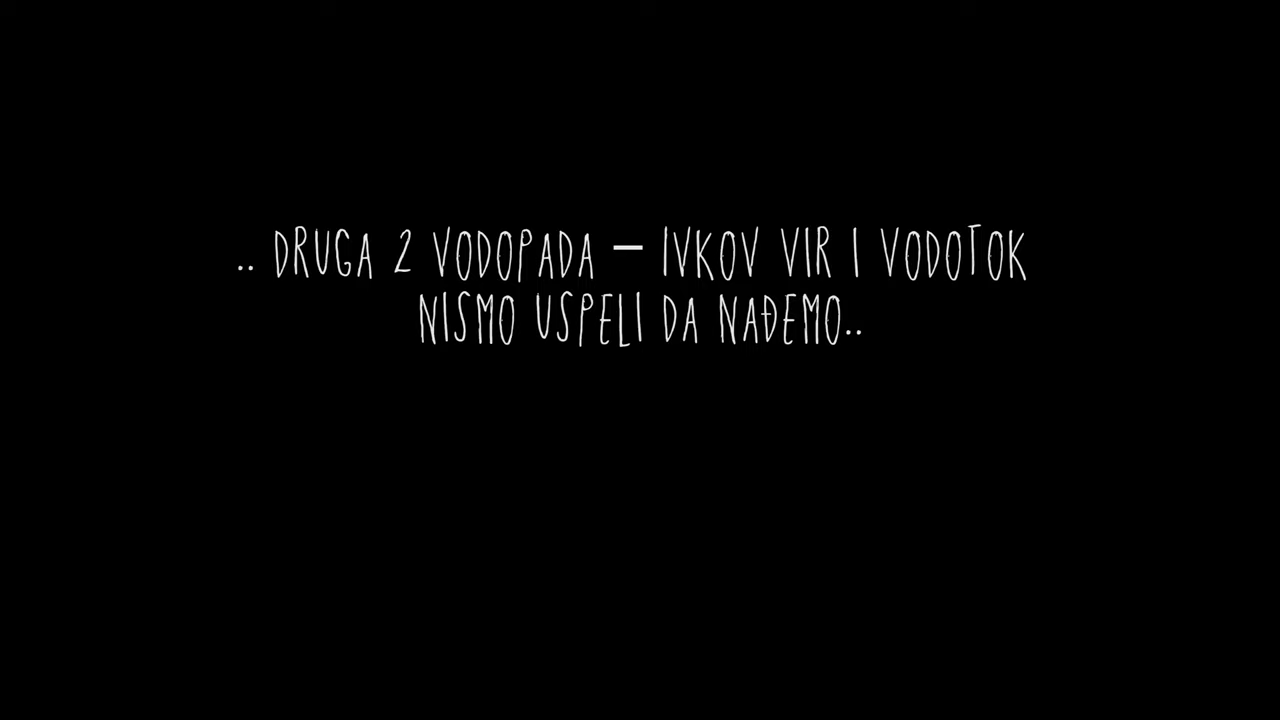 .. DRUGA 2 VODOPADA – IVKOV VIR I VODOTOK
NISMO USPELI DA NAĐEMO..